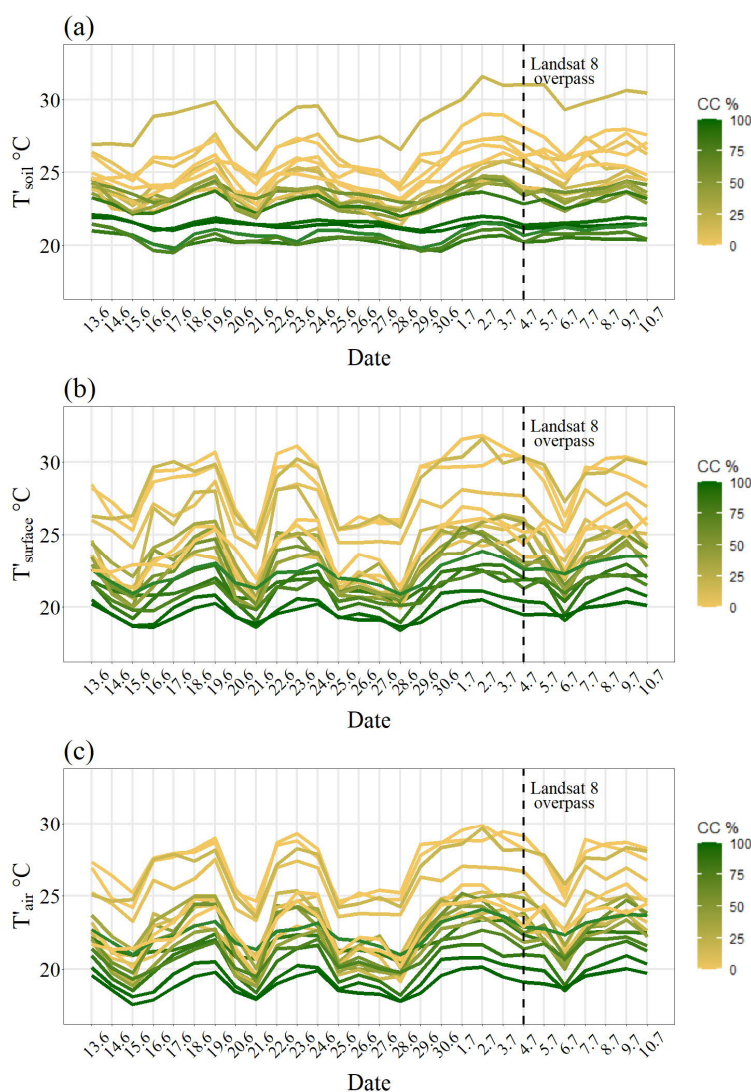 (a)
Landsat 8
overpass
T'soil °C
30
25
20
13.6 14.6 15.6 16.6 17.6 18.6 19.6 20.6 21.6 22.6 23.6 24.6 25.6 26.6 27.6 28.6 29.6 30.6 1.7 2.7 3.7 4.7 5.7 6.7 7.7 8.7 9.7 10.7
Date
CC %
100
75
50
25
0
(b)
Landsat 8
overpass
T'surface °C
30
25
20
13.6 14.6 15.6 16.6 17.6 18.6 19.6 20.6 21.6 22.6 23.6 24.6 25.6 26.6 27.6 28.6 29.6 30.6 1.7 2.7 3.7 4.7 5.7 6.7 7.7 8.7 9.7 10.7
Date
CC %
100
75
50
25
0
(c)
Landsat 8
overpass
T'air °C
30
25
20
13.6 14.6 15.6 16.6 17.6 18.6 19.6 20.6 21.6 22.6 23.6 24.6 25.6 26.6 27.6 28.6 29.6 30.6 1.7 2.7 3.7 4.7 5.7 6.7 7.7 8.7 9.7 10.7
Date
CC %
100
75
50
25
0